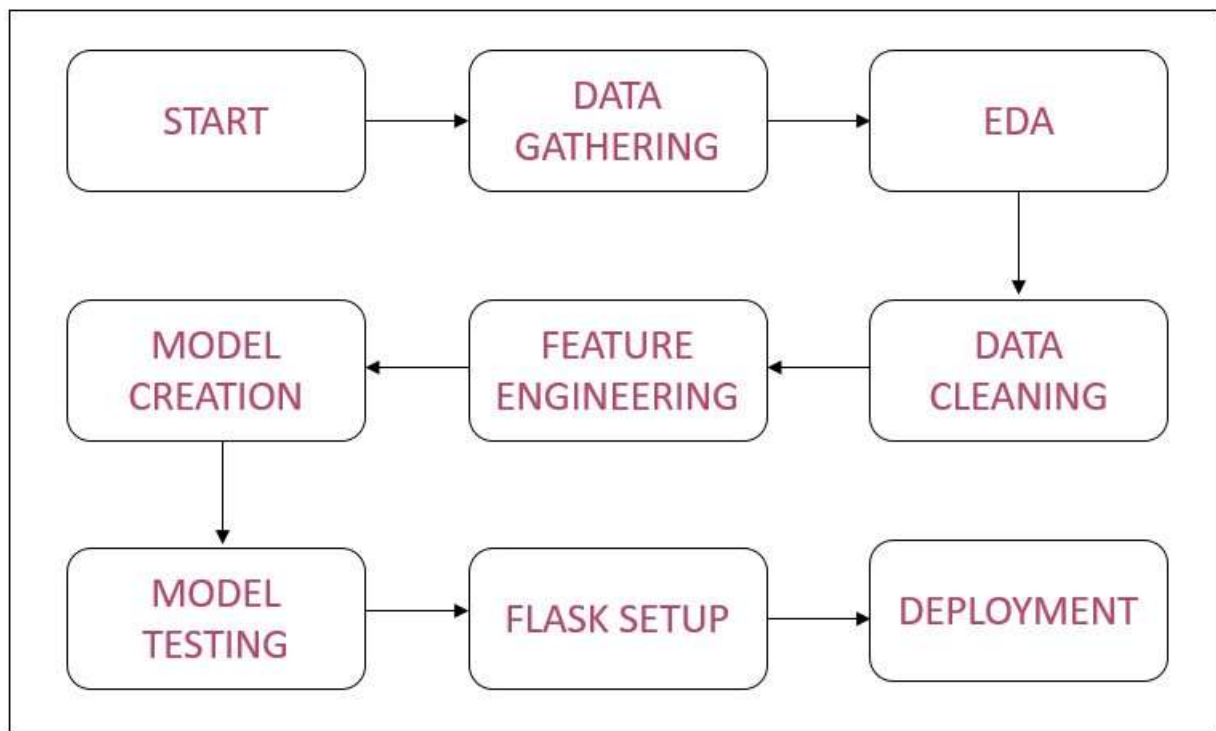 START
DATA
GATHERING
EDA
DATA
CLEANING
FEATURE
ENGINEERING
MODEL
CREATION
MODEL
TESTING
FLASK SETUP
DEPLOYMENT